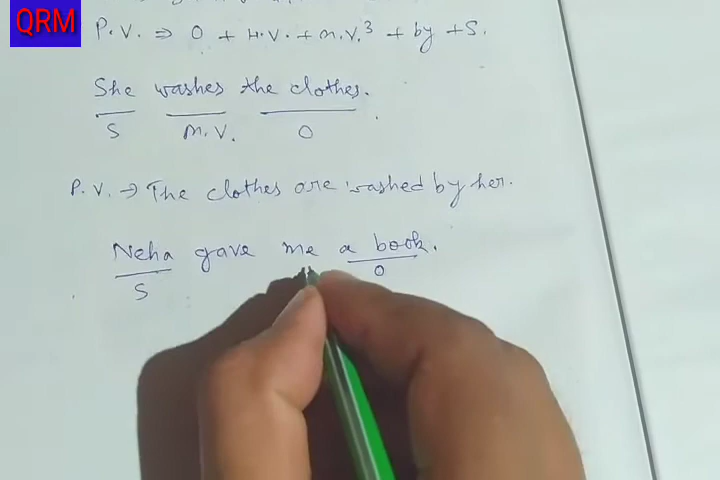 QRM
P.V. ⇒ O + H.V. + M.V.³ + by + S.
She washes the clothes.
S M.V. O
P.V. → The clothes are washed by her.
Neha gave me a book.
S O